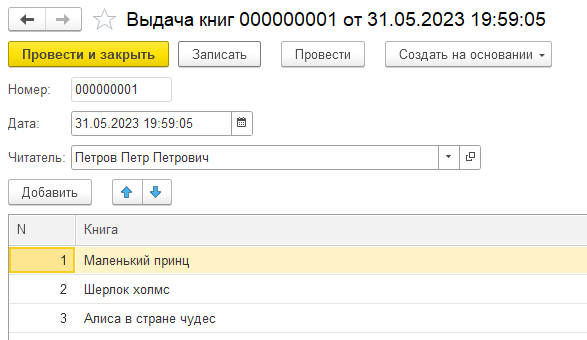 Выдача книг 000000001 от 31.05.2023 19:59:05
Провести и закрыть Записать Провести Создать на основании
Номер: 000000001
Дата: 31.05.2023 19:59:05
Читатель: Петров Петр Петрович
Добавить
N Книга
1 Маленький принц
2 Шерлок холмс
3 Алиса в стране чудес